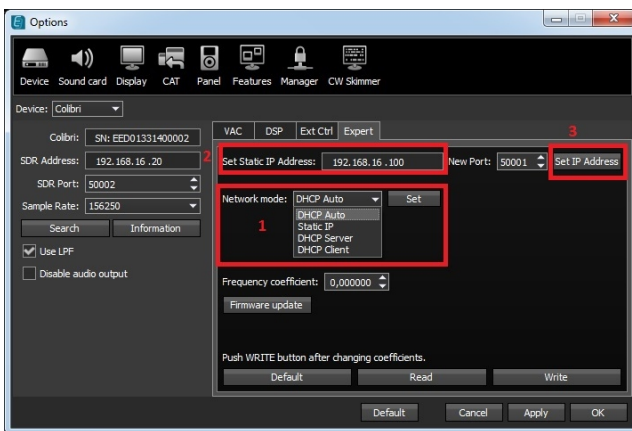 Options
Device Sound card Display CAT Panel Features Manager CW Skimmer
Device: Colibri
Colibri: SN: EED01331400002
SDR Address: 192.168.16 .20
SDR Port: 50002
Sample Rate: 156250
Search Information
Use LPF
Disable audio output
VAC DSP Ext Ctrl Expert
3
2 Set Static IP Address: 192.168.16 .100 New Port: 50001 Set IP Address
Network mode: DHCP Auto Set
DHCP Auto
Static IP
DHCP Server
DHCP Client
1
Frequency coefficient: 0,000000
Firmware update
Push WRITE button after changing coefficients.
Default Read Write
Default Cancel Apply OK